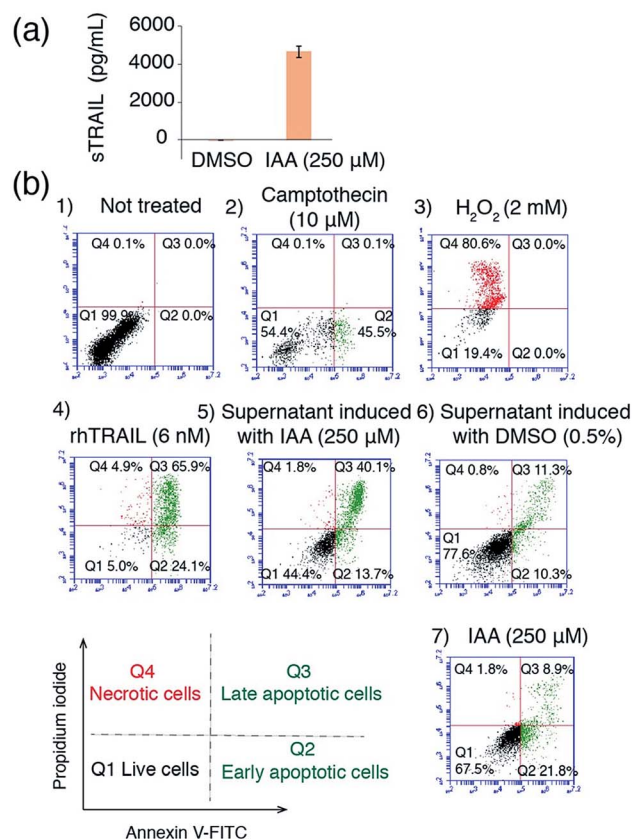 (a)
sTRAIL (pg/mL)
6000
4000
2000
0
DMSO IAA (250 µM)
(b)
1) Not treated
Q4 0.1% Q3 0.0%
Q1 99.9% Q2 0.0%
2) Camptothecin
(10 µM)
Q4 0.1% Q3 0.1%
Q1 Q2
54.4% 45.5%
3) H₂O₂ (2 mM)
Q4 80.6% Q3 0.0%
Q1 19.4% Q2 0.0%
4)
rhTRAIL (6 nM)
Q4 4.9% Q3 65.9%
Q1 5.0% Q2 24.1%
5) Supernatant induced
with IAA (250 µM)
Q4 1.8% Q3 40.1%
Q1 44.4% Q2 13.7%
6) Supernatant induced
with DMSO (0.5%)
Q4 0.8% Q3 11.3%
Q1
77.6%
Q2 10.3%
7) IAA (250 µM)
Q4 1.8% Q3 8.9%
Q1
67.5% Q2 21.8%
Propidium iodide
Q4
Necrotic cells
Q3
Late apoptotic cells
Q1 Live cells
Q2
Early apoptotic cells
Annexin V-FITC